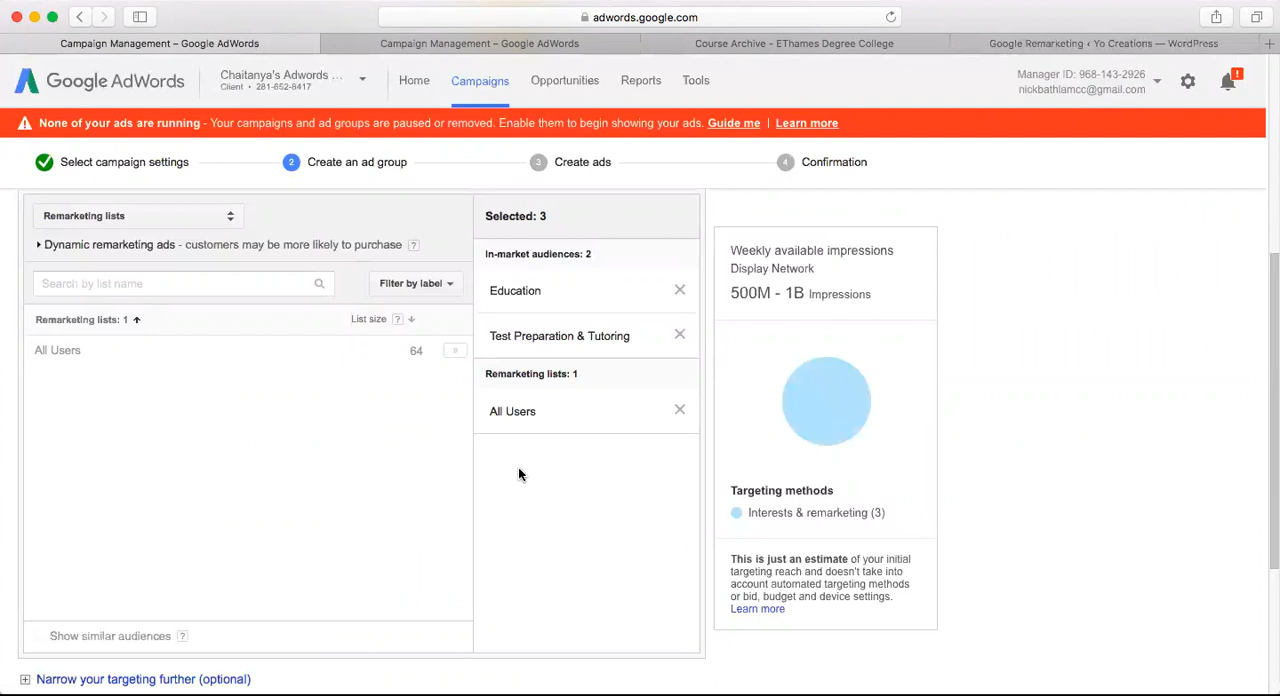 adwords.google.com
Campaign Management – Google AdWords
Campaign Management – Google AdWords
Course Archive - EThames Degree College
Google Remarketing ‹ Yo Creations — WordPress
Google AdWords
Chaitanya's Adwords ...
Client • 281-652-8417
Home
Campaigns
Opportunities
Reports
Tools
Manager ID: 968-143-2926
nickbathlamcc@gmail.com
!
None of your ads are running - Your campaigns and ad groups are paused or removed. Enable them to begin showing your ads. Guide me | Learn more
Select campaign settings
2 Create an ad group
3 Create ads
4 Confirmation
Remarketing lists
Selected: 3
Dynamic remarketing ads - customers may be more likely to purchase ?
In-market audiences: 2
Search by list name
Filter by label
Education
Remarketing lists: 1
List size ?
Test Preparation & Tutoring
All Users
64
»
Remarketing lists: 1
All Users
Weekly available impressions
Display Network
500M - 1B Impressions
Targeting methods
Interests & remarketing (3)
This is just an estimate of your initial
targeting reach and doesn't take into
account automated targeting methods
or bid, budget and device settings.
Learn more
Show similar audiences ?
Narrow your targeting further (optional)